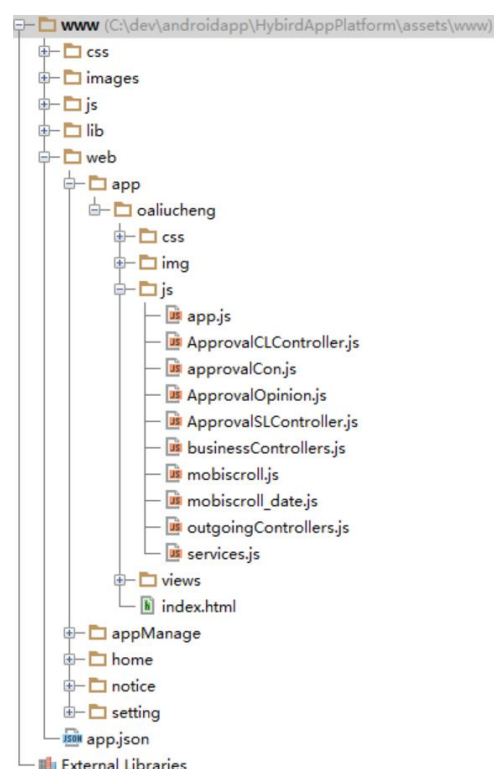 www (C:\dev\androidapp\HybirdAppPlatform\assets\www)
css
images
js
lib
web
app
oaliucheng
css
img
js
app.js
ApprovalCLController.js
approvalCon.js
ApprovalOpinion.js
ApprovalSLController.js
businessControllers.js
mobiscroll.js
mobiscroll_date.js
outgoingControllers.js
services.js
views
index.html
appManage
home
notice
setting
app.json
External Libraries